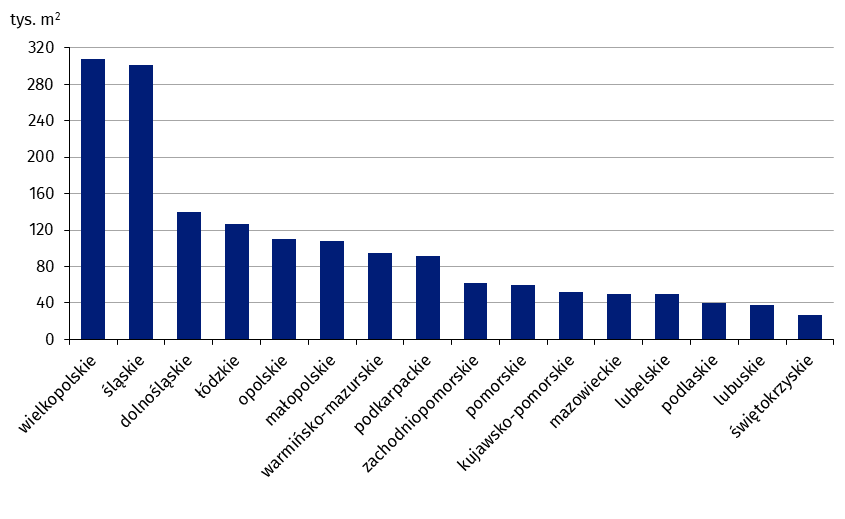 tys. m²
320
280
240
200
160
120
80
40
0
wielkopolskie
śląskie
dolnośląskie
łódzkie
opolskie
małopolskie
warmińsko-mazurskie
podkarpackie
zachodniopomorskie
pomorskie
kujawsko-pomorskie
mazowieckie
lubelskie
podlaskie
lubuskie
świętokrzyskie